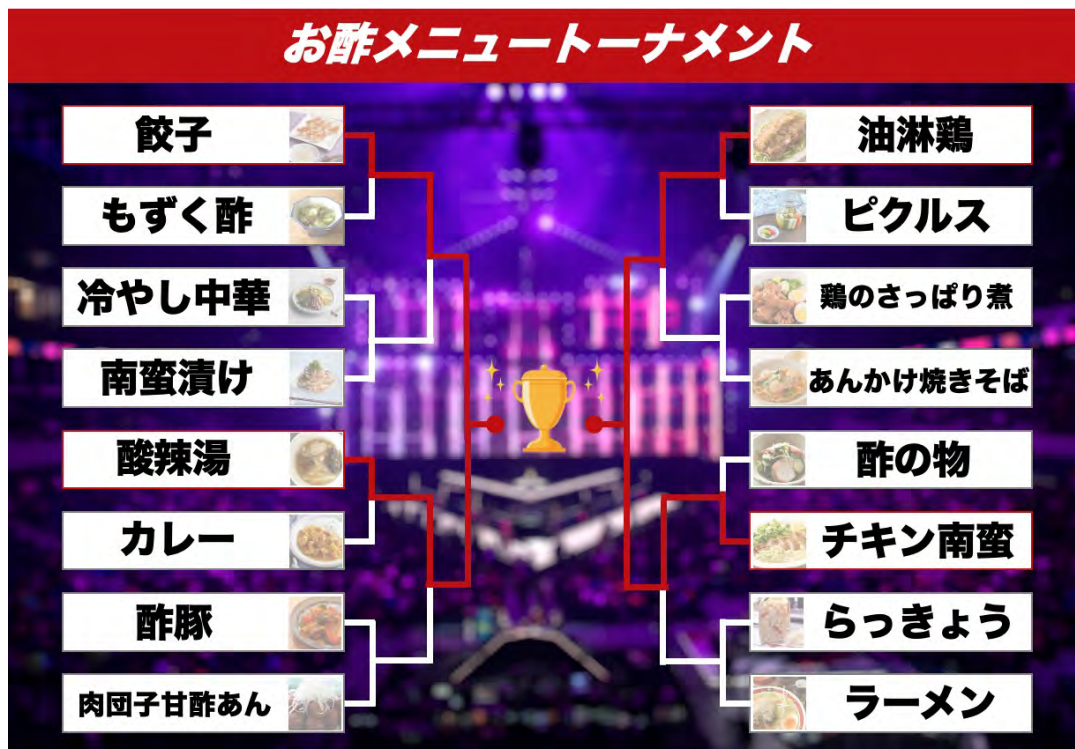 お酢メニュートーナメント
餃子
もずく酢
冷やし中華
南蛮漬け
酸辣湯
カレー
酢豚
肉団子甘酢あん
油淋鶏
ピクルス
鶏のさっぱり煮
あんかけ焼きそば
酢の物
チキン南蛮
らっきょう
ラーメン